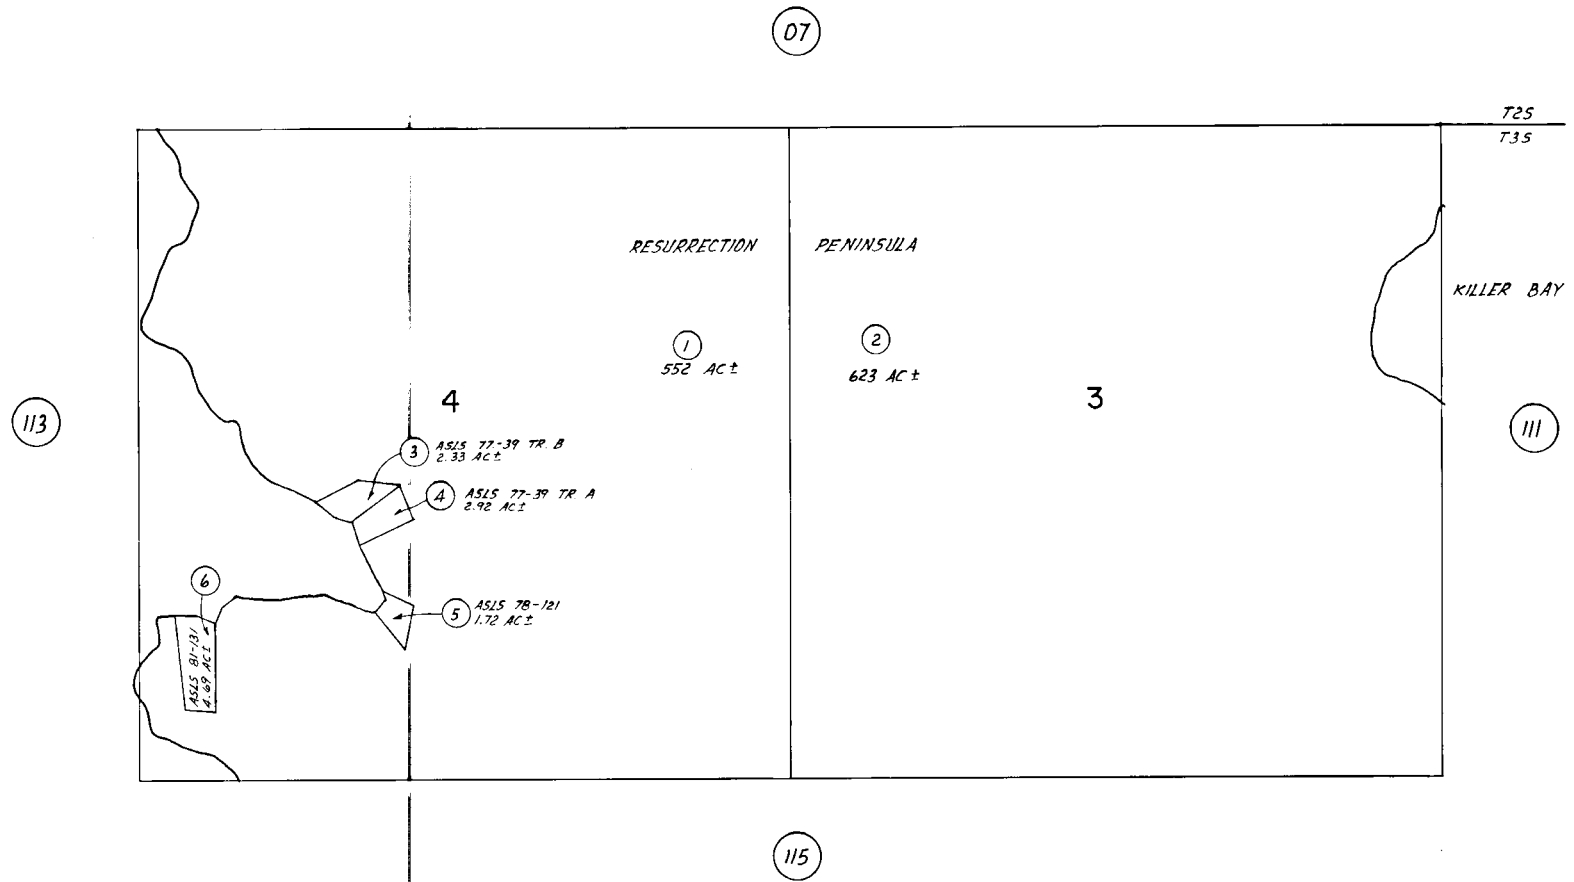 07
T2S
T3S
RESURRECTION PENINSULA
KILLER BAY
1
552 AC ±
2
623 AC ±
4
3
113
111
3
ASLS 77-39 TR. B
2.33 AC ±
4
ASLS 77-39 TR. A
2.92 AC ±
6
ASLS 81-131
4.69 AC ±
5
ASLS 78-121
1.72 AC ±
115